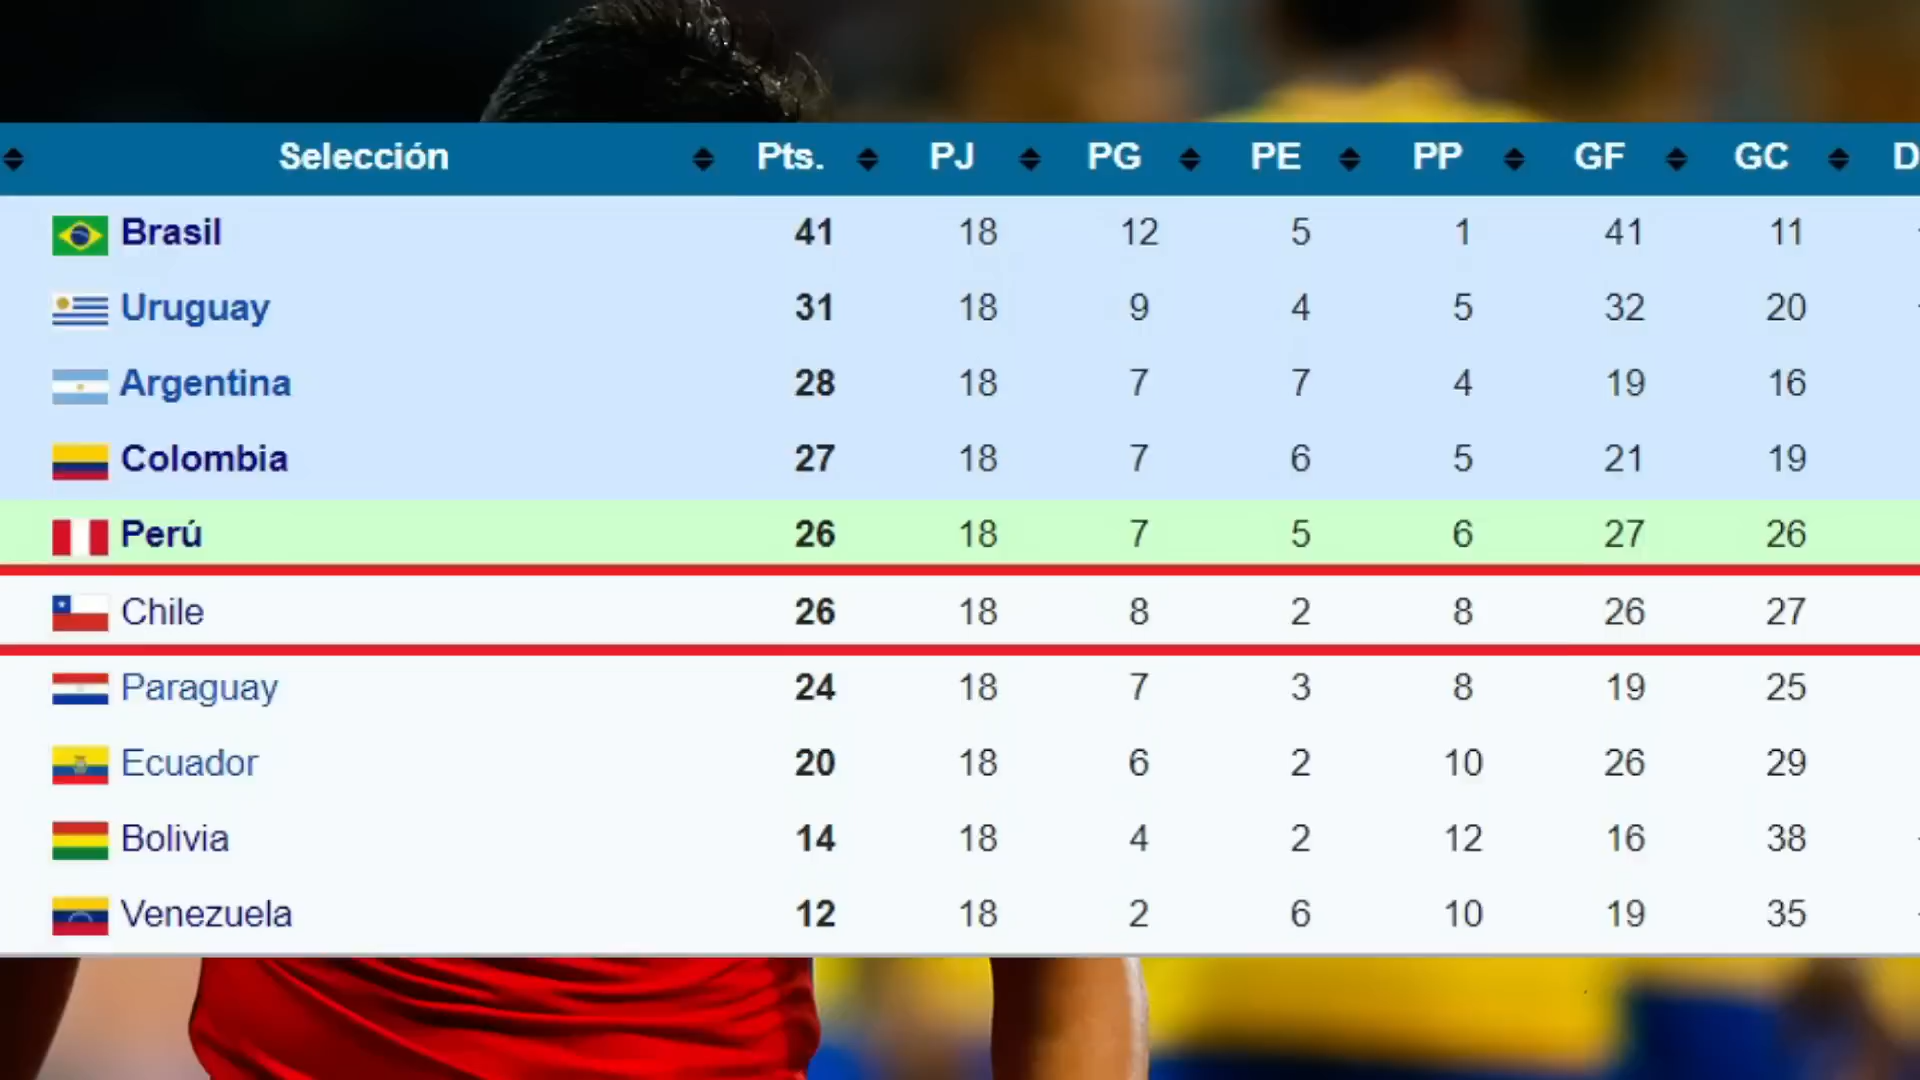 Selección Pts. PJ PG PE PP GF GC D
Brasil 41 18 12 5 1 41 11
Uruguay 31 18 9 4 5 32 20
Argentina 28 18 7 7 4 19 16
Colombia 27 18 7 6 5 21 19
Perú 26 18 7 5 6 27 26
Chile 26 18 8 2 8 26 27
Paraguay 24 18 7 3 8 19 25
Ecuador 20 18 6 2 10 26 29
Bolivia 14 18 4 2 12 16 38
Venezuela 12 18 2 6 10 19 35